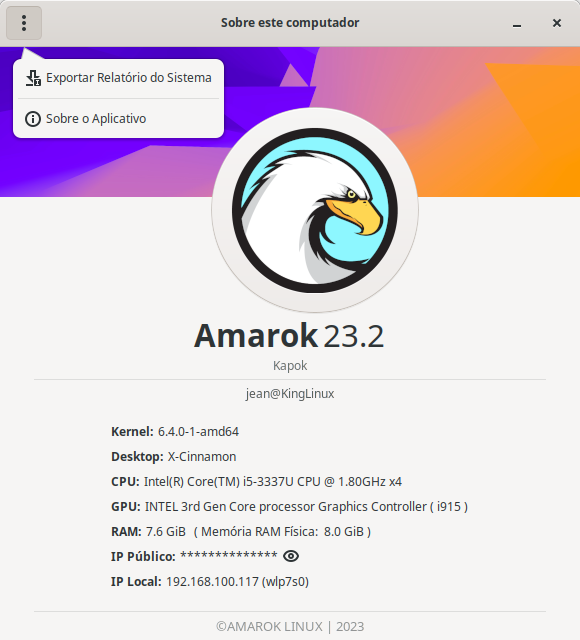 Sobre este computador
Exportar Relatório do Sistema
Sobre o Aplicativo
Amarok 23.2
Kapok
jean@KingLinux
Kernel: 6.4.0-1-amd64
Desktop: X-Cinnamon
CPU: Intel(R) Core(TM) i5-3337U CPU @ 1.80GHz x4
GPU: INTEL 3rd Gen Core processor Graphics Controller ( i915 )
RAM: 7.6 GiB ( Memória RAM Física: 8.0 GiB )
IP Público: **************
IP Local: 192.168.100.117 (wlp7s0)
©AMAROK LINUX | 2023